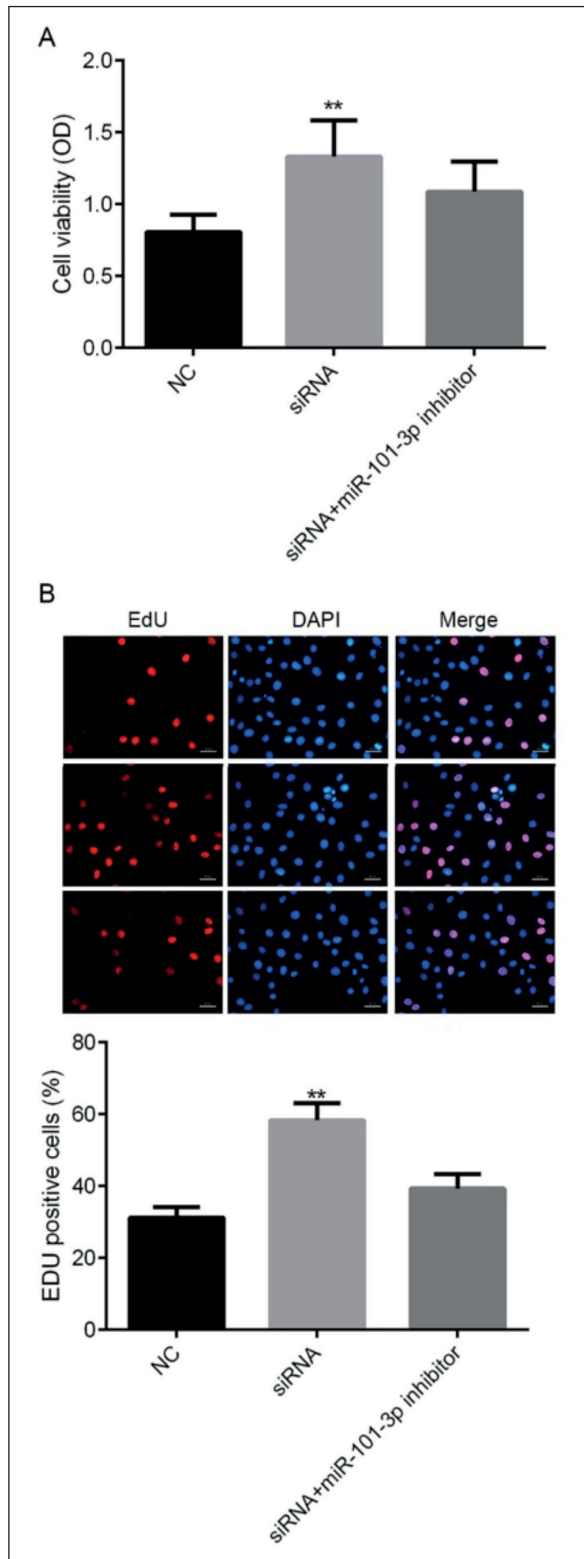 A
Cell viability (OD)
2.0
1.5
1.0
0.5
0.0
**
NC
siRNA
siRNA+miR-101-3p inhibitor
B
EdU DAPI Merge
EDU positive cells (%)
80
60
40
20
0
**
NC
siRNA
siRNA+miR-101-3p inhibitor